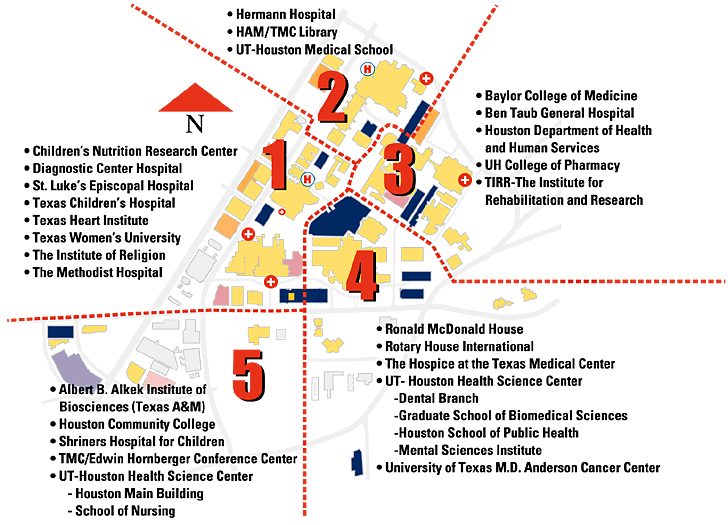 • Hermann Hospital
• HAM/TMC Library
• UT-Houston Medical School
H
2
N
• Baylor College of Medicine
• Ben Taub General Hospital
• Houston Department of Health
and Human Services
• UH College of Pharmacy
• TIRR-The Institute for
Rehabilitation and Research
3
1
H
• Children's Nutrition Research Center
• Diagnostic Center Hospital
• St. Luke's Episcopal Hospital
• Texas Children's Hospital
• Texas Heart Institute
• Texas Women's University
• The Institute of Religion
• The Methodist Hospital
4
• Ronald McDonald House
• Rotary House International
• The Hospice at the Texas Medical Center
• UT- Houston Health Science Center
-Dental Branch
-Graduate School of Biomedical Sciences
-Houston School of Public Health
-Mental Sciences Institute
• University of Texas M.D. Anderson Cancer Center
5
• Albert B. Alkek Institute of
Biosciences (Texas A&M)
• Houston Community College
• Shriners Hospital for Children
• TMC/Edwin Hornberger Conference Center
• UT-Houston Health Science Center
- Houston Main Building
- School of Nursing